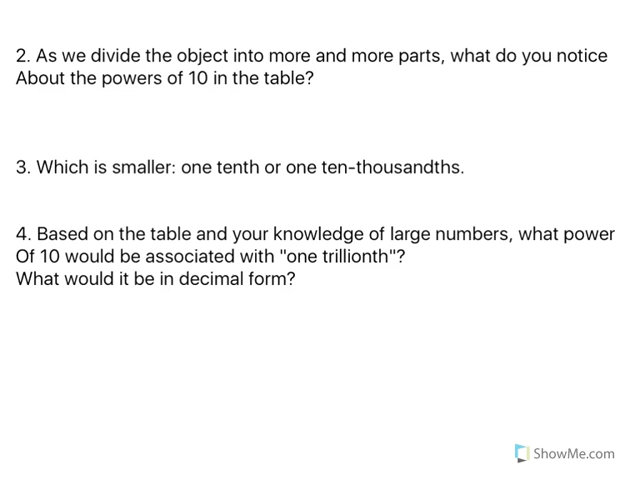 2. As we divide the object into more and more parts, what do you notice
About the powers of 10 in the table?
3. Which is smaller: one tenth or one ten-thousandths.
4. Based on the table and your knowledge of large numbers, what power
Of 10 would be associated with "one trillionth"?
What would it be in decimal form?
ShowMe.com